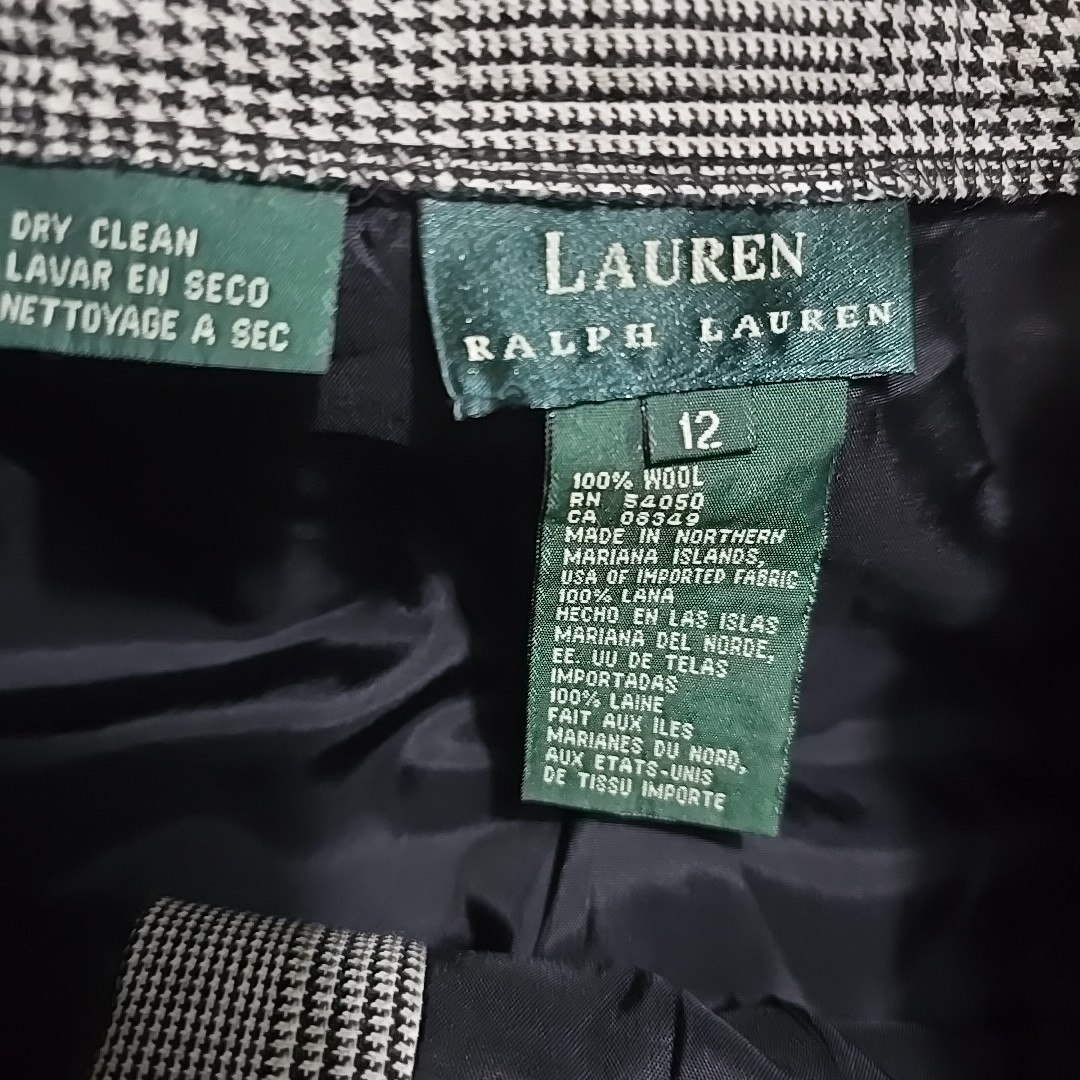 DRY CLEAN
LAVAR EN SECO
NETTOYAGE A SEC
LAUREN
RALPH LAUREN
12
100% WOOL
RN 54050
CA 06349
MADE IN NORTHERN
MARIANA ISLANDS,
USA OF IMPORTED FABRIC
100% LANA
HECHO EN LAS ISLAS
MARIANA DEL NORDE,
EE. UU DE TELAS
IMPORTADAS
100% LAINE
FAIT AUX ILES
MARIANES DU NORD,
AUX ETATS-UNIS
DE TISSU IMPORTE